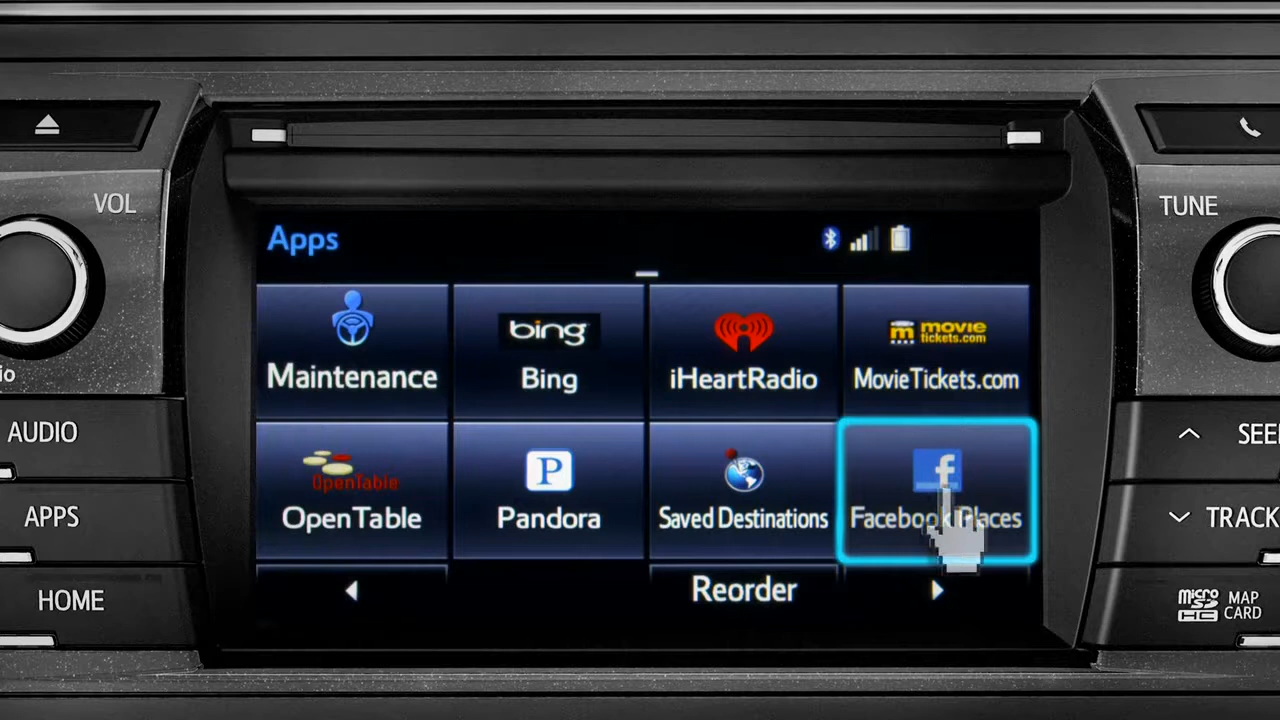 VOL
TUNE
Apps
bing
movie
tickets.com
Maintenance
Bing
iHeartRadio
MovieTickets.com
io
AUDIO
SEE
OpenTable
P
f
OpenTable
Pandora
Saved Destinations
Facebook Places
APPS
TRACK
HOME
Reorder
micro
SD
HC
MAP
CARD